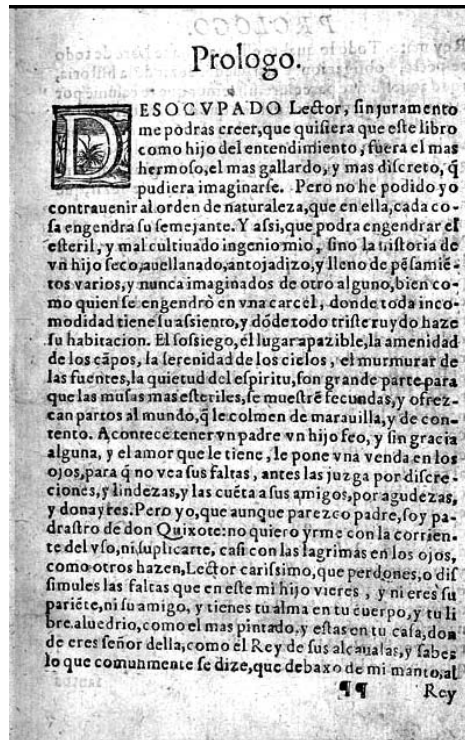 Prologo.
DESOCVPADO Lector, sin juramento
me podras creer, que quisiera que este libro
como hijo del entendimiento, fuera el mas
hermoso, el mas gallardo, y mas discreto, q̃
pudiera imaginarse. Pero no he podido yo
contrauenir al orden de naturaleza, que en ella, cada co-
sa engendra su semejante. Y assi, que podra engendrar el
esteril, y mal cultiuado ingenio mio, sino la historia de
vn hijo seco, auellanado, antojadizo, y lleno de pẽsamiẽ-
tos varios, y nunca imaginados de otro alguno, bien co-
mo quien se engendrò en vna carcel, donde toda inco-
modidad tiene su assiento, y dõde todo triste ruydo haze
su habitacion. El sossiego, el lugar apazible, la amenidad
de los cãpos, la serenidad de los cielos, el murmurar de
las fuentes, la quietud del espiritu, son grande parte para
que las musas mas esteriles, se muestrẽ fecundas, y ofrez-
can partos al mundo, q̃ le colmen de marauilla, y de con-
tento. Acontece tener vn padre vn hijo feo, y sin gracia
alguna, y el amor que le tiene, le pone vna venda en los
ojos, para q̃ no vea sus faltas, antes las juzga por discre-
ciones, y lindezas, y las cuẽta a sus amigos, por agudezas,
y donayres. Pero yo, que aunque parezco padre, soy pa-
drastro de don Quixote: no quiero yrme con la corrien-
te del vso, ni suplicarte, casi con las lagrimas en los ojos,
como otros hazen, Lector carissimo, que perdones, o dis
simules las faltas que en este mi hijo vieres, y ni eres su
pariẽte, ni su amigo, y tienes tu alma en tu cuerpo, y tu li
bre aluedrio, como el mas pintado, y estas en tu casa, don
de eres señor della, como el Rey de sus alcaualas, y sabes
lo que comunmente se dize, que debaxo de mi manto, al
¶¶ Rey